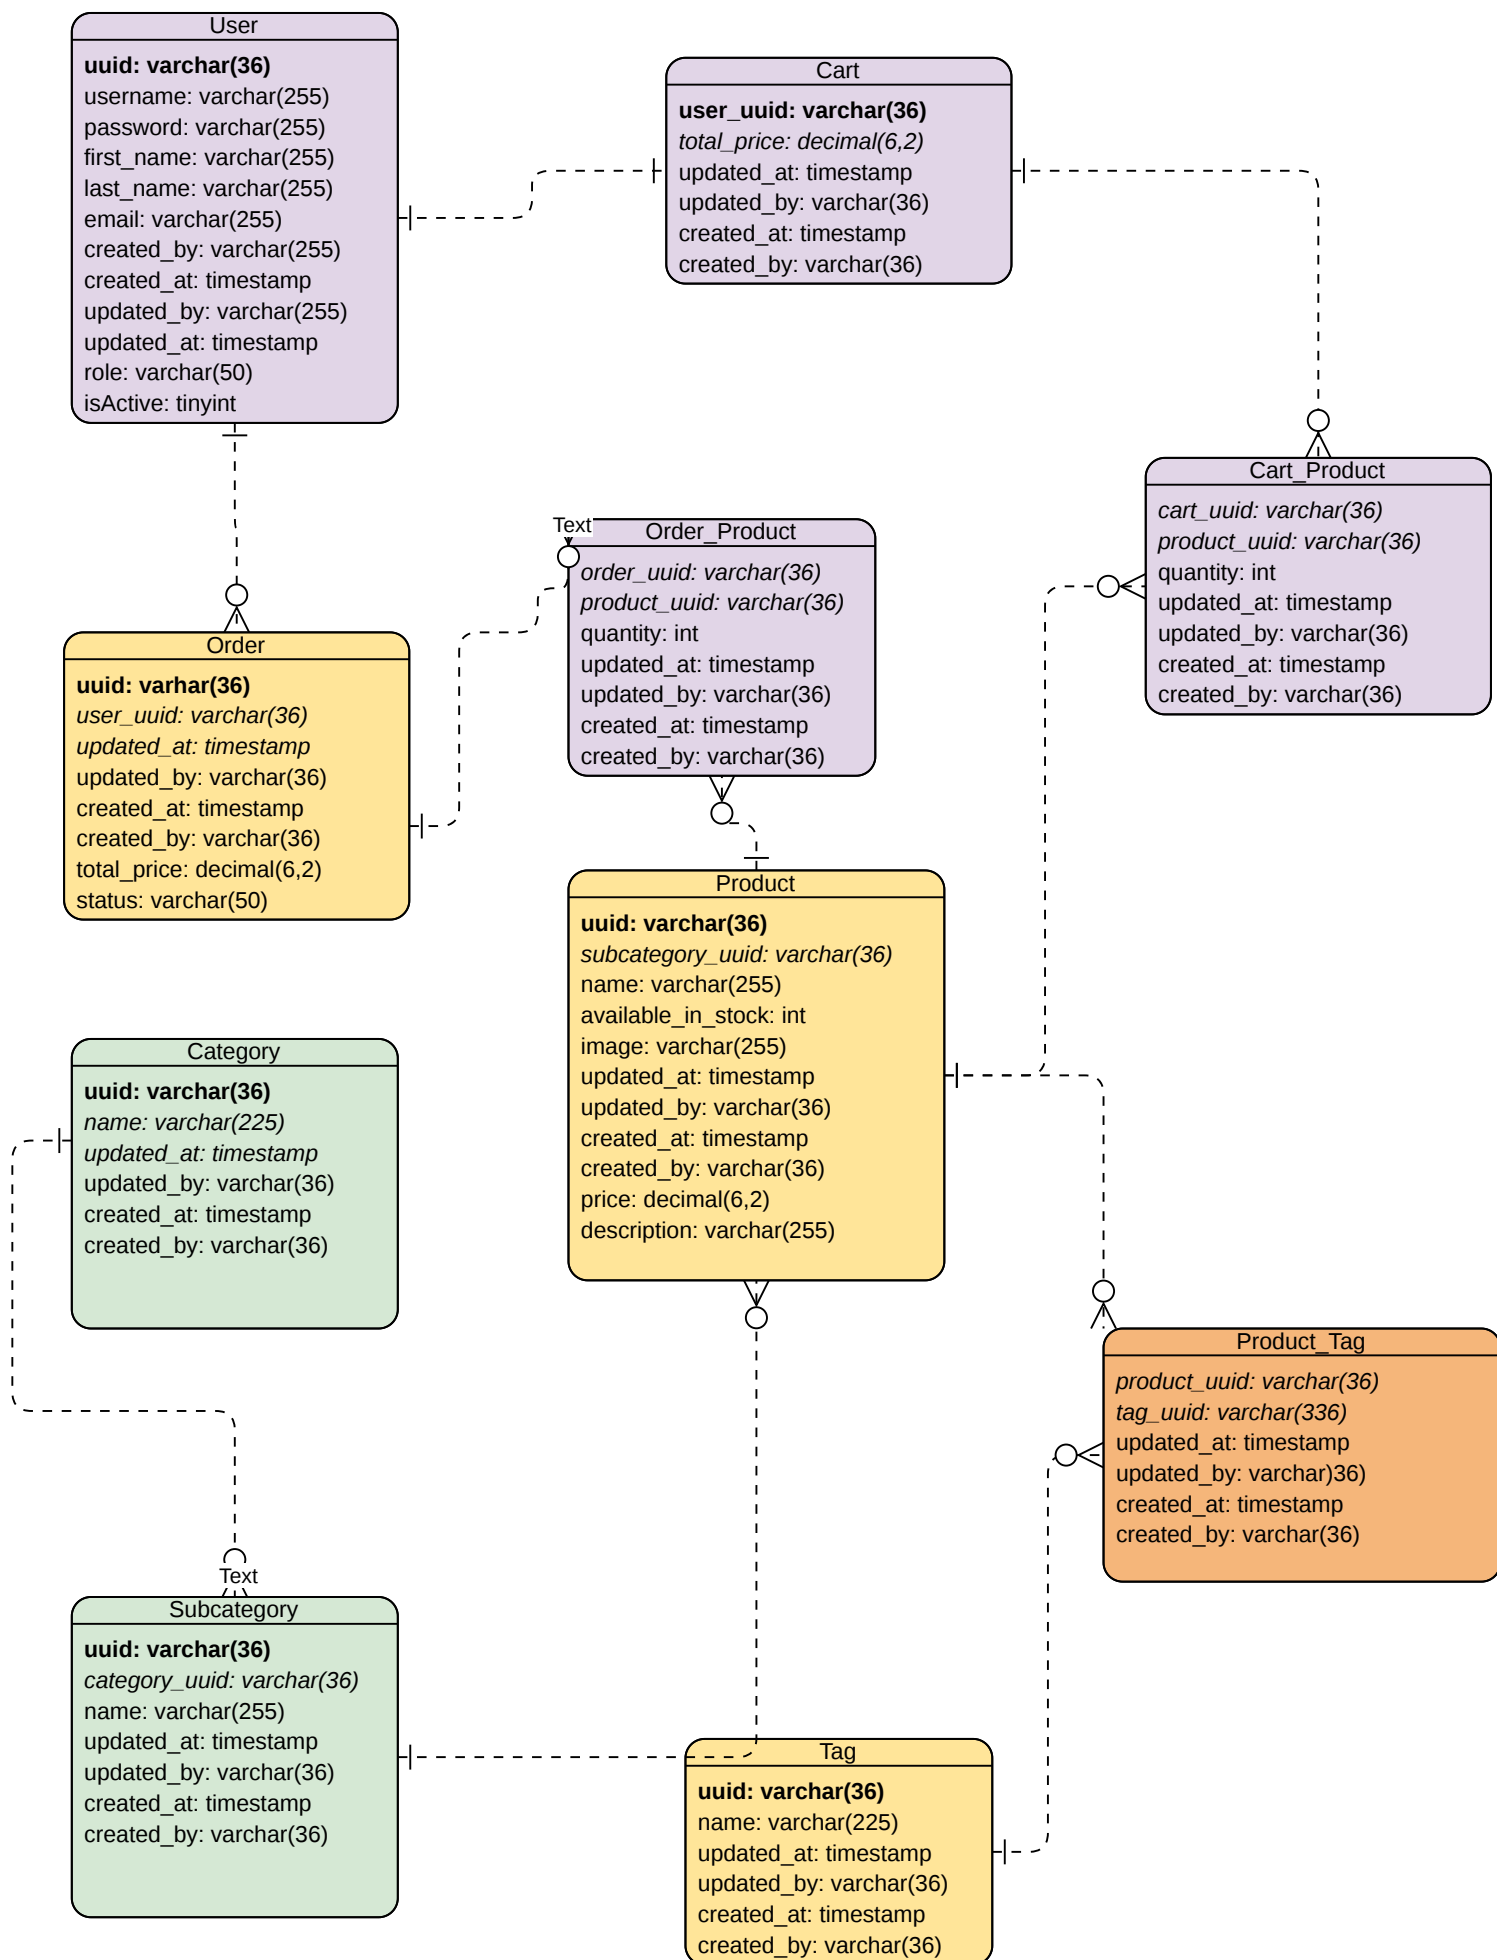 User
uuid: varchar(36)
username: varchar(255)
password: varchar(255)
first_name: varchar(255)
last_name: varchar(255)
email: varchar(255)
created_by: varchar(255)
created_at: timestamp
updated_by: varchar(255)
updated_at: timestamp
role: varchar(50)
isActive: tinyint
Cart
user_uuid: varchar(36)
total_price: decimal(6,2)
updated_at: timestamp
updated_by: varchar(36)
created_at: timestamp
created_by: varchar(36)
Cart_Product
cart_uuid: varchar(36)
product_uuid: varchar(36)
quantity: int
updated_at: timestamp
updated_by: varchar(36)
created_at: timestamp
created_by: varchar(36)
Text
Order_Product
order_uuid: varchar(36)
product_uuid: varchar(36)
quantity: int
updated_at: timestamp
updated_by: varchar(36)
created_at: timestamp
created_by: varchar(36)
Order
uuid: varhar(36)
user_uuid: varchar(36)
updated_at: timestamp
updated_by: varchar(36)
created_at: timestamp
created_by: varchar(36)
total_price: decimal(6,2)
status: varchar(50)
Product
uuid: varchar(36)
subcategory_uuid: varchar(36)
name: varchar(255)
available_in_stock: int
image: varchar(255)
updated_at: timestamp
updated_by: varchar(36)
created_at: timestamp
created_by: varchar(36)
price: decimal(6,2)
description: varchar(255)
Category
uuid: varchar(36)
name: varchar(225)
updated_at: timestamp
updated_by: varchar(36)
created_at: timestamp
created_by: varchar(36)
Product_Tag
product_uuid: varchar(36)
tag_uuid: varchar(336)
updated_at: timestamp
updated_by: varchar)36)
created_at: timestamp
created_by: varchar(36)
Text
Subcategory
uuid: varchar(36)
category_uuid: varchar(36)
name: varchar(255)
updated_at: timestamp
updated_by: varchar(36)
created_at: timestamp
created_by: varchar(36)
Tag
uuid: varchar(36)
name: varchar(225)
updated_at: timestamp
updated_by: varchar(36)
created_at: timestamp
created_by: varchar(36)